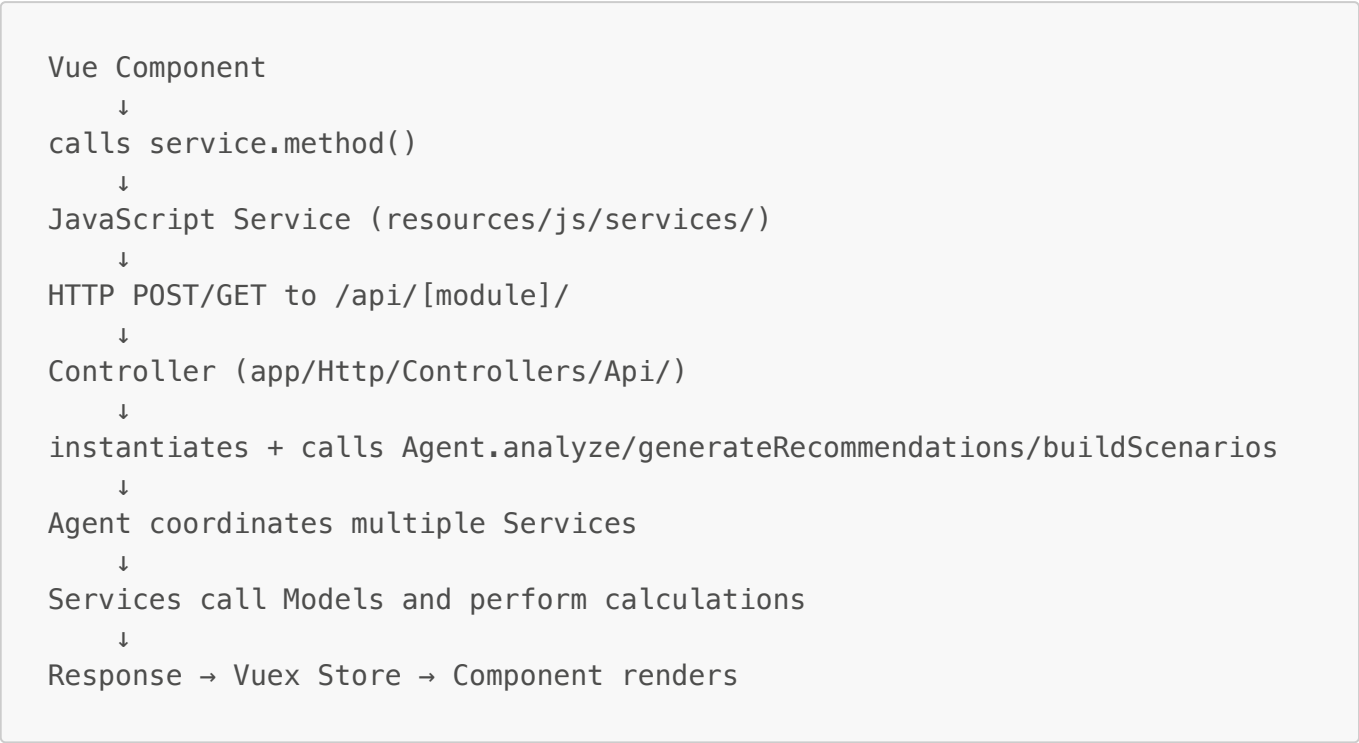 Vue Component
↓
calls service.method()
↓
JavaScript Service (resources/js/services/)
↓
HTTP POST/GET to /api/[module]/
↓
Controller (app/Http/Controllers/Api/)
↓
instantiates + calls Agent.analyze/generateRecommendations/buildScenarios
↓
Agent coordinates multiple Services
↓
Services call Models and perform calculations
↓
Response → Vuex Store → Component renders